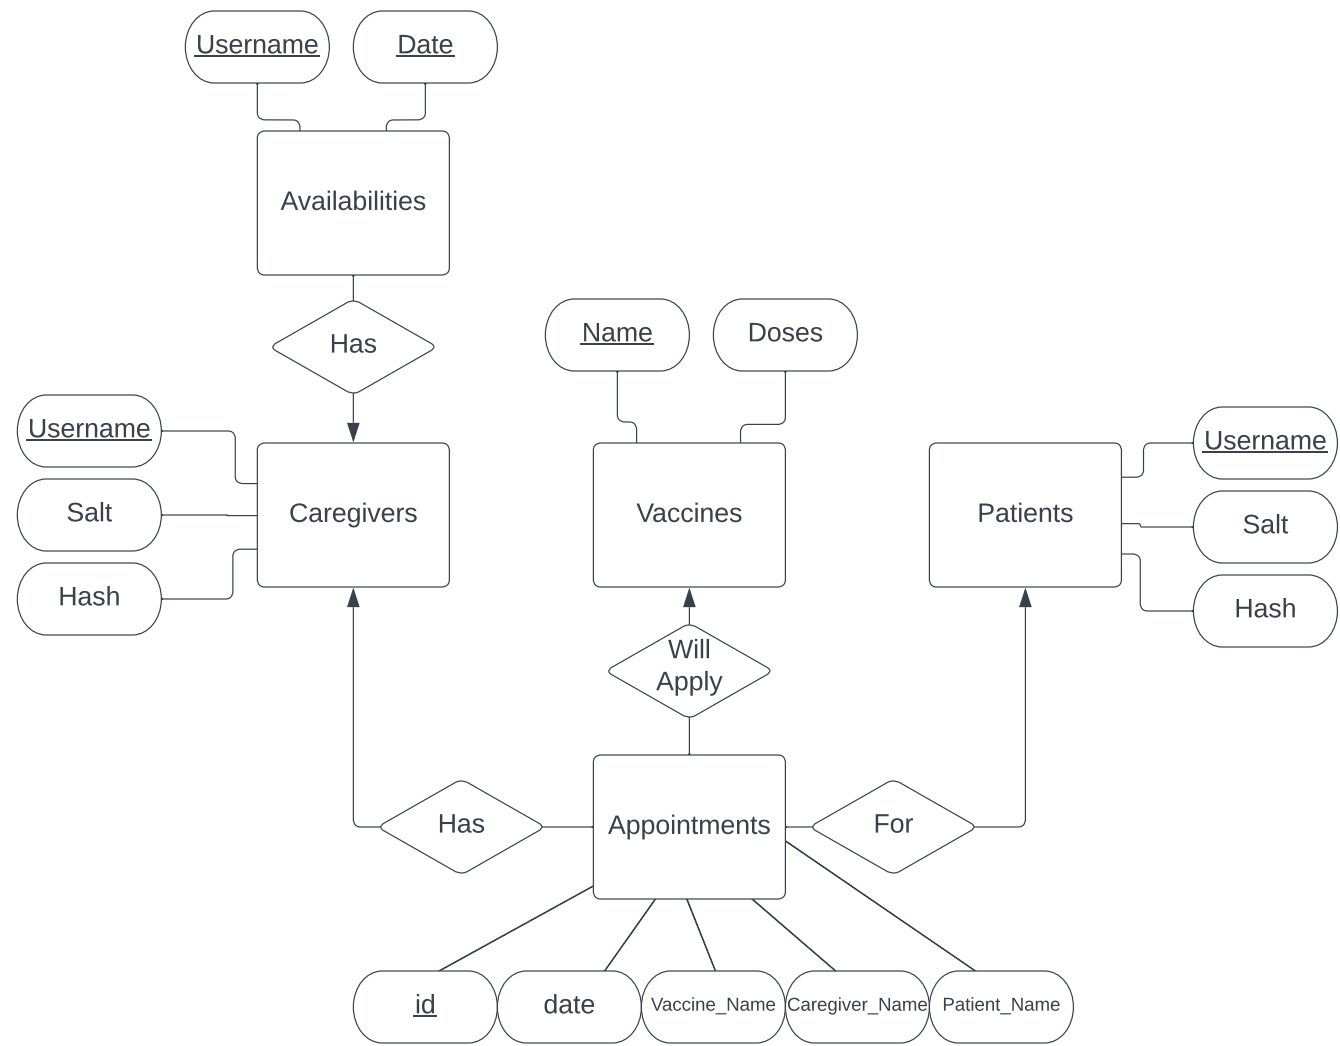 Username
Date
Availabilities
Has
Name
Doses
Username
Salt
Hash
Caregivers
Vaccines
Patients
Username
Salt
Hash
Will
Apply
Has
Appointments
For
id
date
Vaccine_Name
Caregiver_Name
Patient_Name